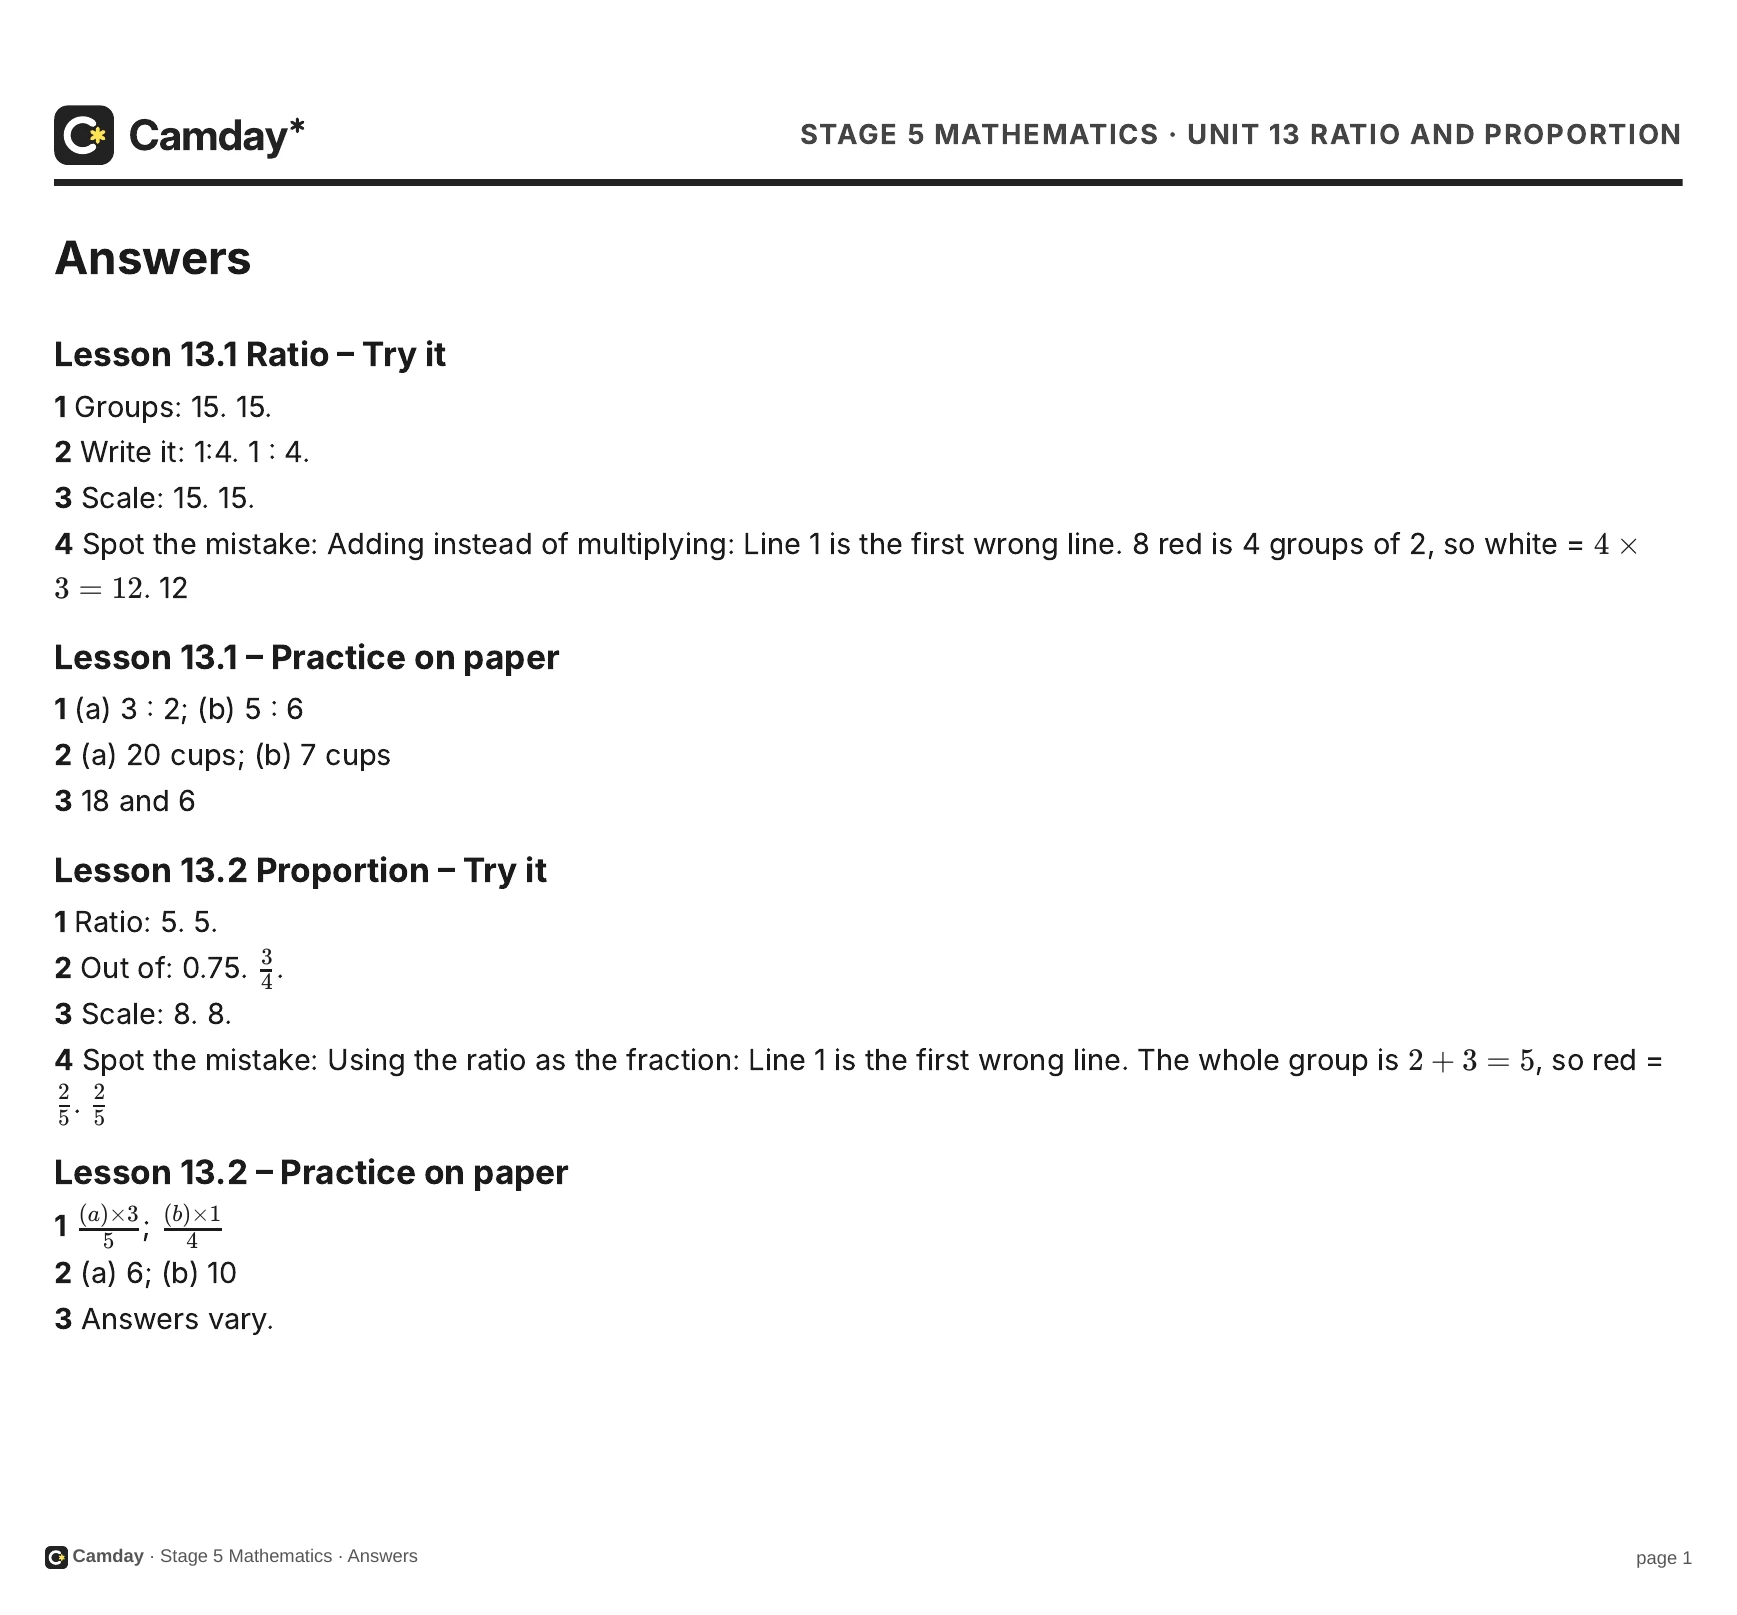 Camday*
STAGE 5 MATHEMATICS · UNIT 13 RATIO AND PROPORTION
Answers
Lesson 13.1 Ratio – Try it
1 Groups: 15. 15.
2 Write it: 1:4. 1 : 4.
3 Scale: 15. 15.
4 Spot the mistake: Adding instead of multiplying: Line 1 is the first wrong line. 8 red is 4 groups of 2, so white = 4 ×
3 = 12. 12
Lesson 13.1 – Practice on paper
1 (a) 3 : 2; (b) 5 : 6
2 (a) 20 cups; (b) 7 cups
3 18 and 6
Lesson 13.2 Proportion – Try it
1 Ratio: 5. 5.
2 Out of: 0.75. 3/4.
3 Scale: 8. 8.
4 Spot the mistake: Using the ratio as the fraction: Line 1 is the first wrong line. The whole group is 2 + 3 = 5, so red =
2/5. 2/5
Lesson 13.2 – Practice on paper
1 (a)×3/5; (b)×1/4
2 (a) 6; (b) 10
3 Answers vary.
Camday · Stage 5 Mathematics · Answers
page 1